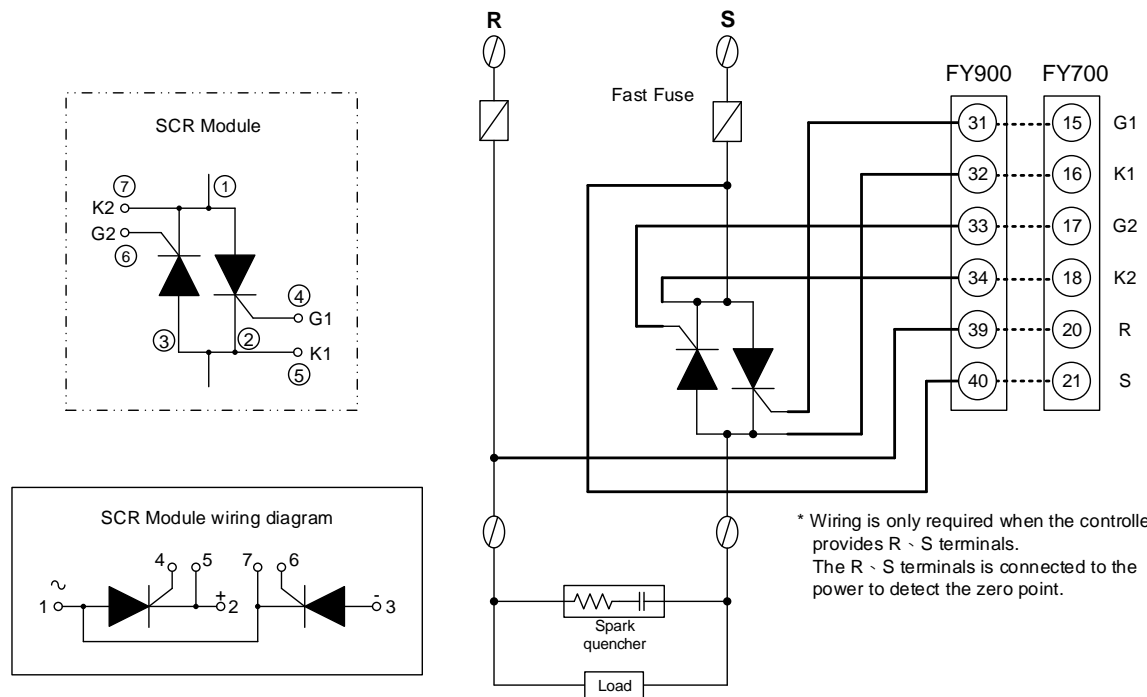 R
S
FY900
FY700
Fast Fuse
31
15
G1
32
16
K1
33
17
G2
34
18
K2
39
20
R
40
21
S
SCR Module
⑦
①
K2
G2
⑥
④
G1
③
②
K1
⑤
SCR Module wiring diagram
4
5
7
6
~
1
+
2
-
3
* Wiring is only required when the controlle
provides R、S terminals.
The R、S terminals is connected to the
power to detect the zero point.
Spark
quencher
Load